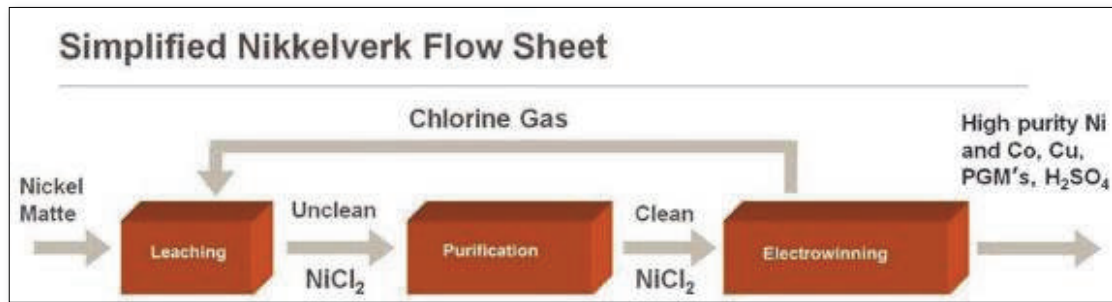 Simplified Nikkelverk Flow Sheet
Chlorine Gas
High purity Ni
and Co, Cu,
PGM's, H₂SO₄
Nickel
Matte
Leaching
Unclean
NiCl₂
Purification
Clean
NiCl₂
Electrowinning